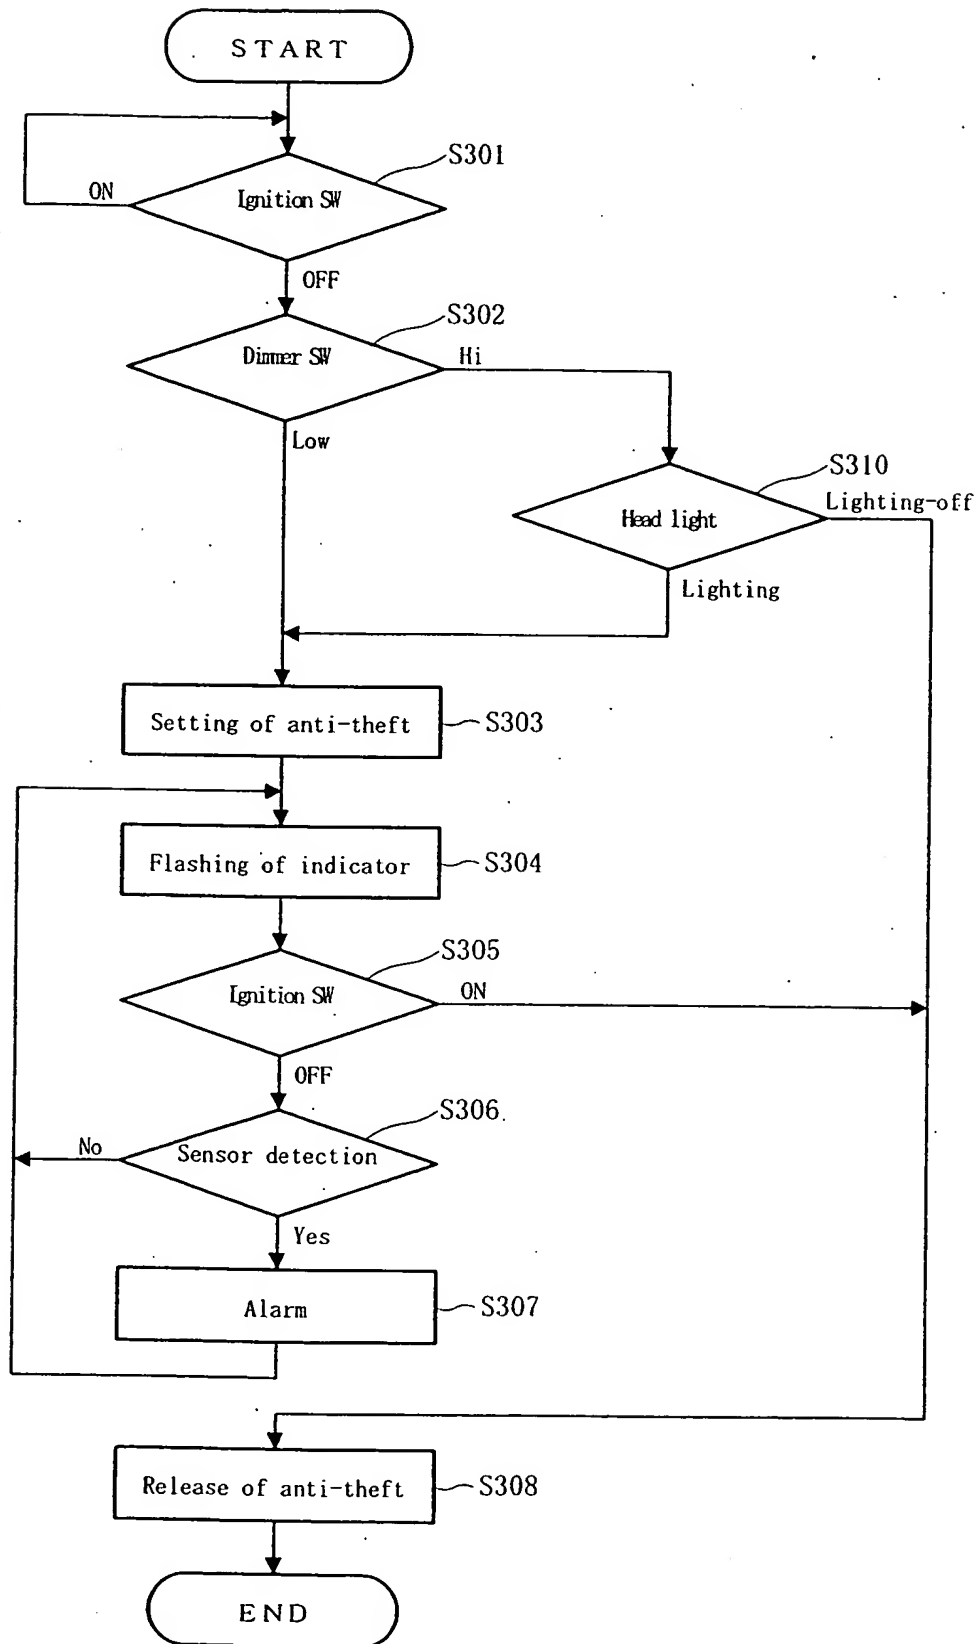 START
S301
ON
Ignition SW
OFF
S302
Dimmer SW
Hi
Low
S310
Lighting-off
Head light
Lighting
Setting of anti-theft
S303
Flashing of indicator
S304
S305
Ignition SW
ON
OFF
S306
No
Sensor detection
Yes
Alarm
S307
Release of anti-theft
S308
END